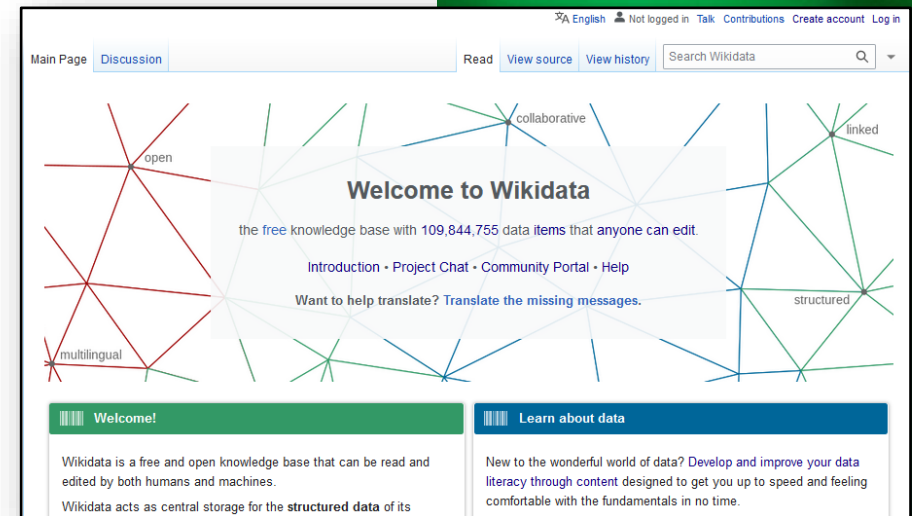 English Not logged in Talk Contributions Create account Log in
Main Page Discussion Read View source View history Search Wikidata
collaborative
linked
open
Welcome to Wikidata
the free knowledge base with 109,844,755 data items that anyone can edit.
Introduction • Project Chat • Community Portal • Help
Want to help translate? Translate the missing messages.
structured
multilingual
Welcome!
Wikidata is a free and open knowledge base that can be read and
edited by both humans and machines.
Wikidata acts as central storage for the structured data of its
Learn about data
New to the wonderful world of data? Develop and improve your data
literacy through content designed to get you up to speed and feeling
comfortable with the fundamentals in no time.